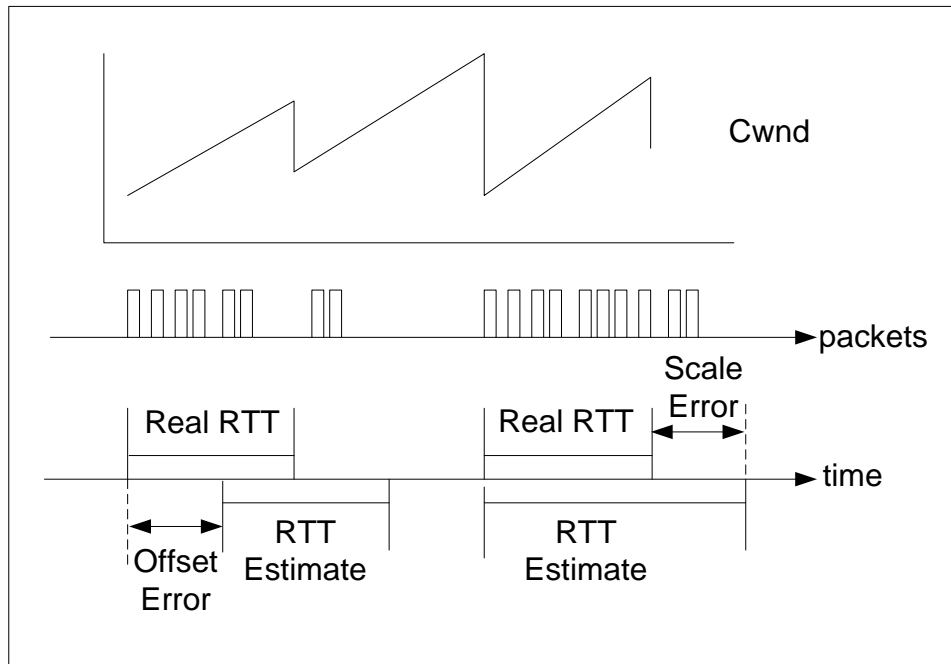 Cwnd
packets
Scale
Error
Real RTT
Real RTT
time
Offset
Error
RTT
Estimate
RTT
Estimate